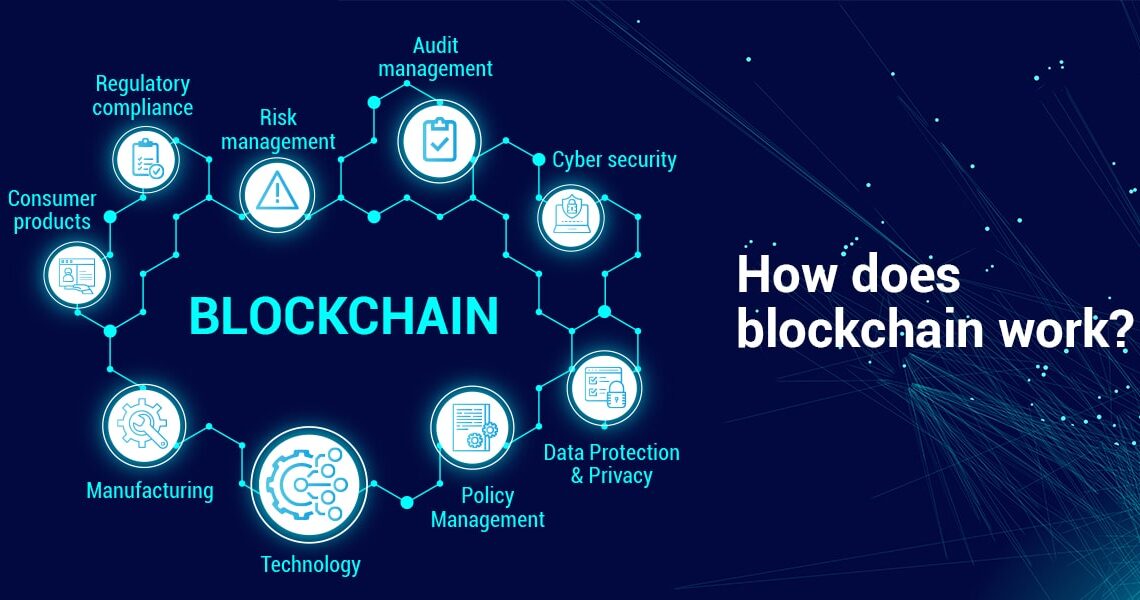 Audit
management
Regulatory
compliance
Risk
management
Cyber security
Consumer
products
BLOCKCHAIN
How does
blockchain work?
Manufacturing
Technology
Policy
Management
Data Protection
& Privacy